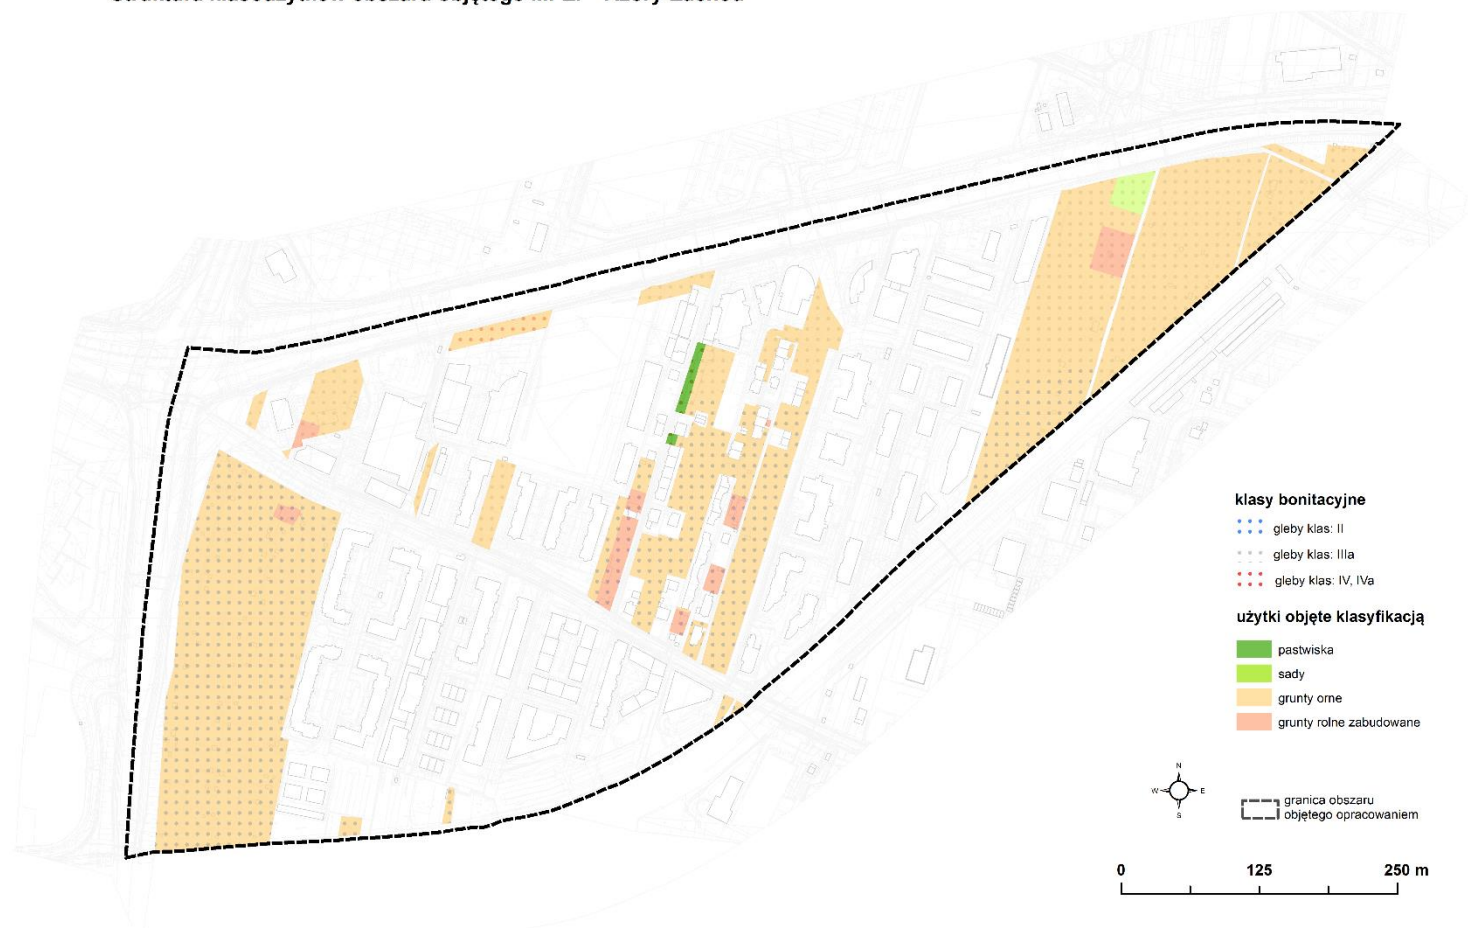 klasy bonitacyjne
gleby klas: II
gleby klas: IIIa
gleby klas: IV, IVa
użytki objęte klasyfikacją
pastwiska
sady
grunty orne
grunty rolne zabudowane
N
W E
S
granica obszaru
objętego opracowaniem
0 125 250 m